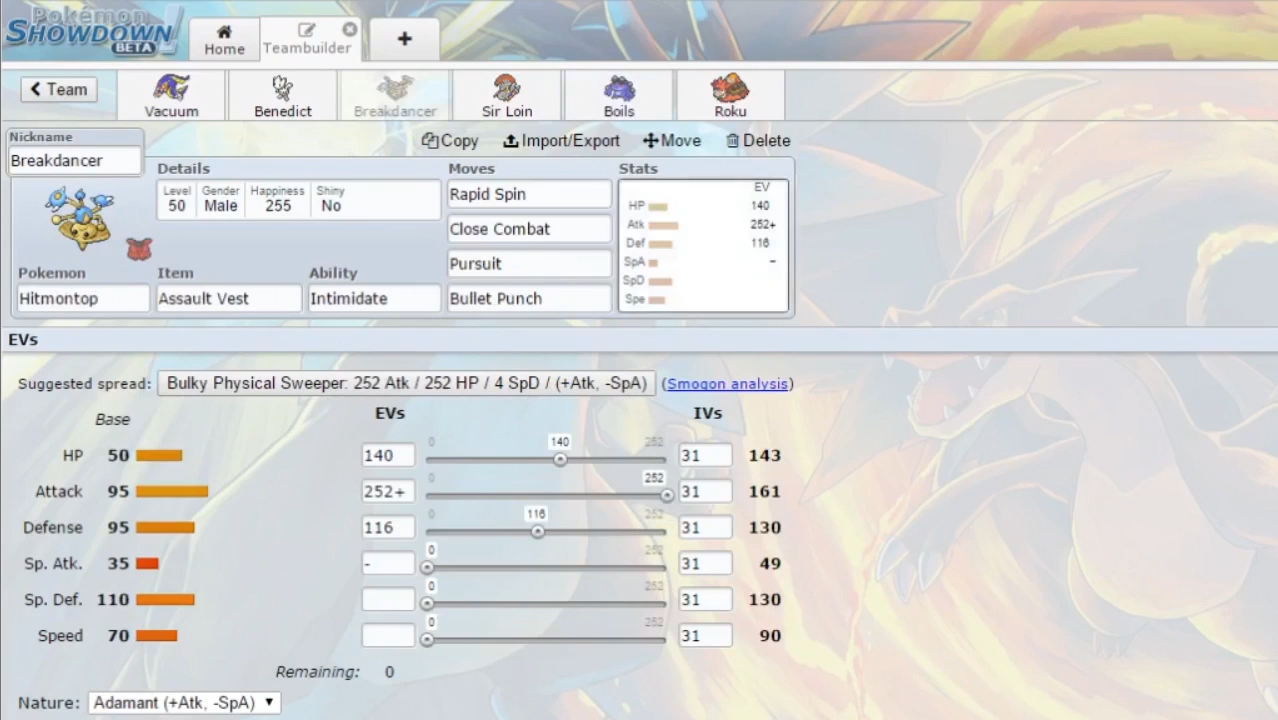 Pokémon
SHOWDOWN!
BETA
Home
Teambuilder
+
Team
Vacuum
Benedict
Breakdancer
Sir Loin
Boils
Roku
Nickname
Breakdancer
Copy Import/Export Move Delete
Details
Level Gender Happiness Shiny
50 Male 255 No
Pokemon Item Ability
Hitmontop Assault Vest Intimidate
Moves
Rapid Spin
Close Combat
Pursuit
Bullet Punch
Stats
EV
HP 140
Atk 252+
Def 116
SpA -
SpD
Spe
EVs
Suggested spread: Bulky Physical Sweeper: 252 Atk / 252 HP / 4 SpD / (+Atk, -SpA) (Smogon analysis)
Base EVs IVs
HP 50 140 0 140 252 31 143
Attack 95 252+ 0 252 31 161
Defense 95 116 0 116 252 31 130
Sp. Atk. 35 - 0 252 31 49
Sp. Def. 110 0 252 31 130
Speed 70 0 252 31 90
Remaining: 0
Nature: Adamant (+Atk, -SpA)